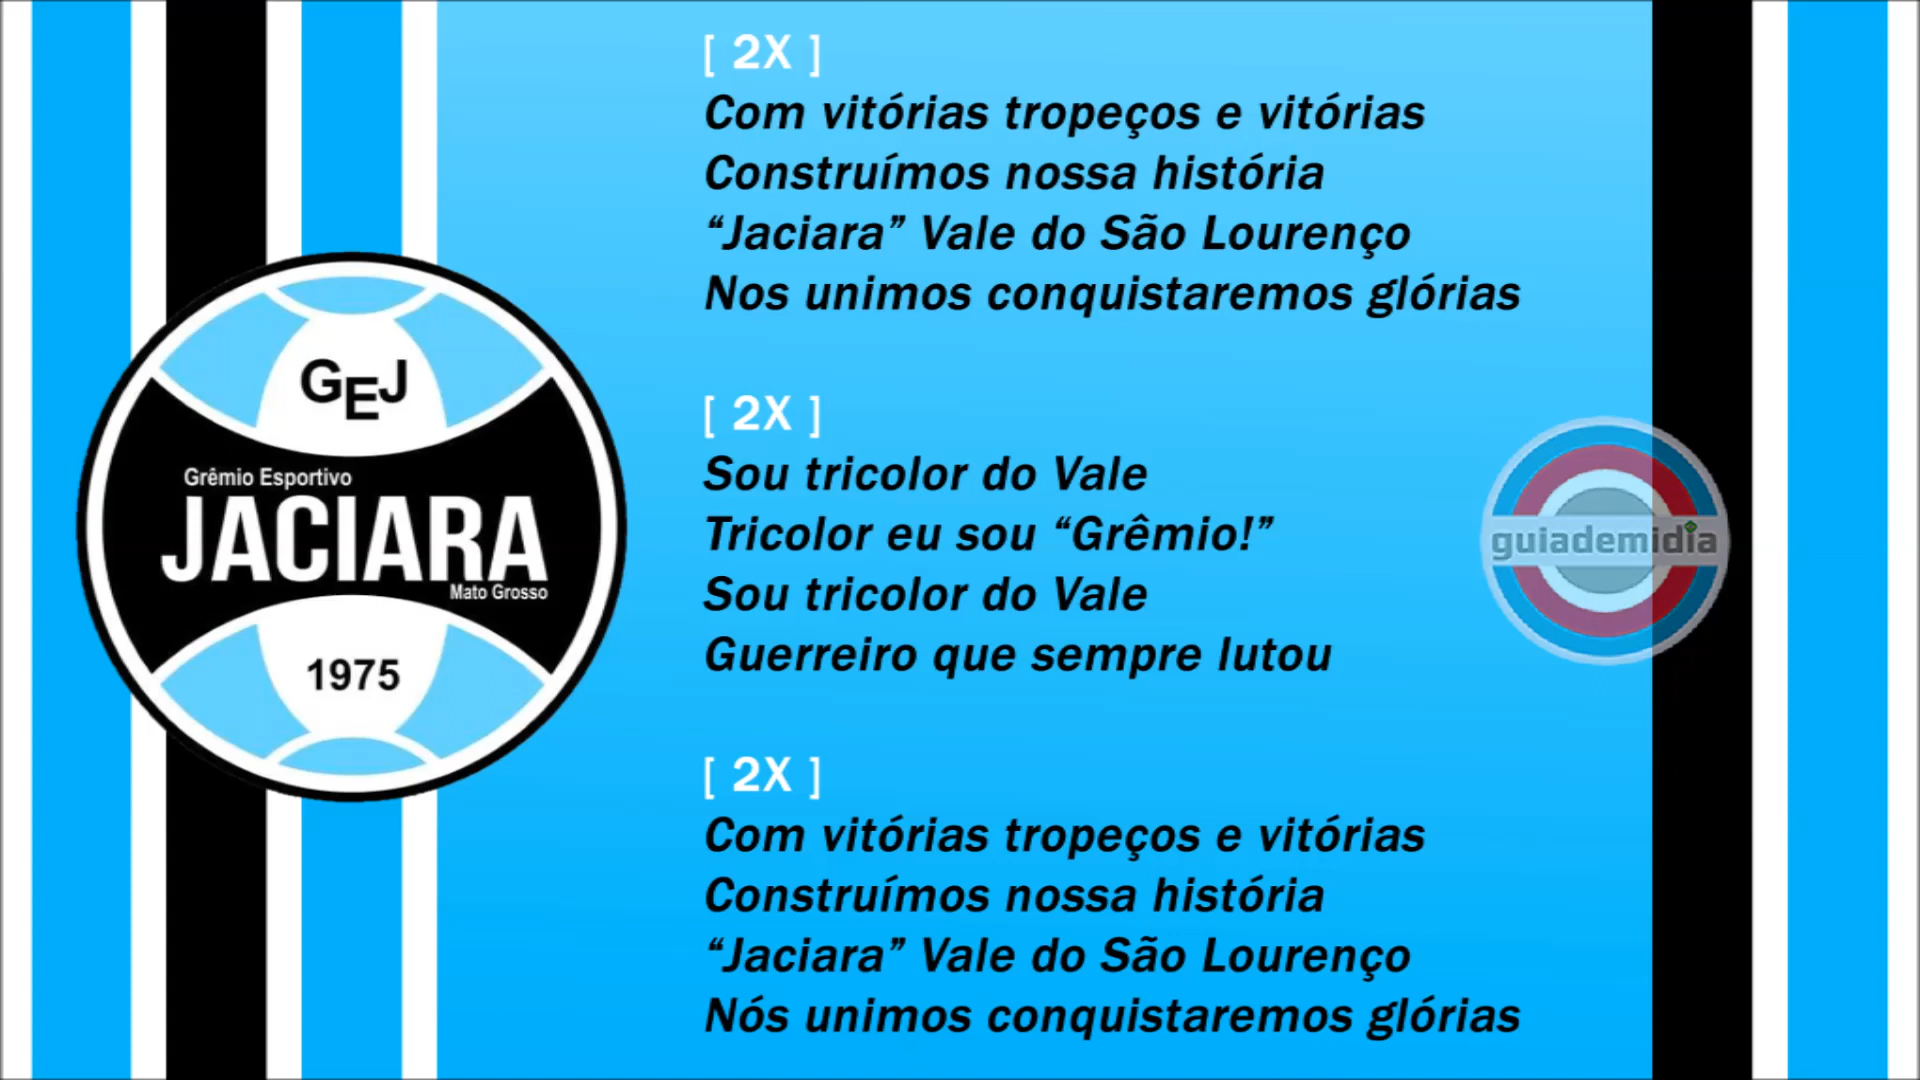 [ 2X ]
Com vitórias tropeços e vitórias
Construímos nossa história
“Jaciara” Vale do São Lourenço
Nos unimos conquistaremos glórias
[ 2X ]
Sou tricolor do Vale
Tricolor eu sou “Grêmio!”
Sou tricolor do Vale
Guerreiro que sempre lutou
[ 2X ]
Com vitórias tropeços e vitórias
Construímos nossa história
“Jaciara” Vale do São Lourenço
Nós unimos conquistaremos glórias
GEJ
Grêmio Esportivo
JACIARA
Mato Grosso
1975
guiademidia